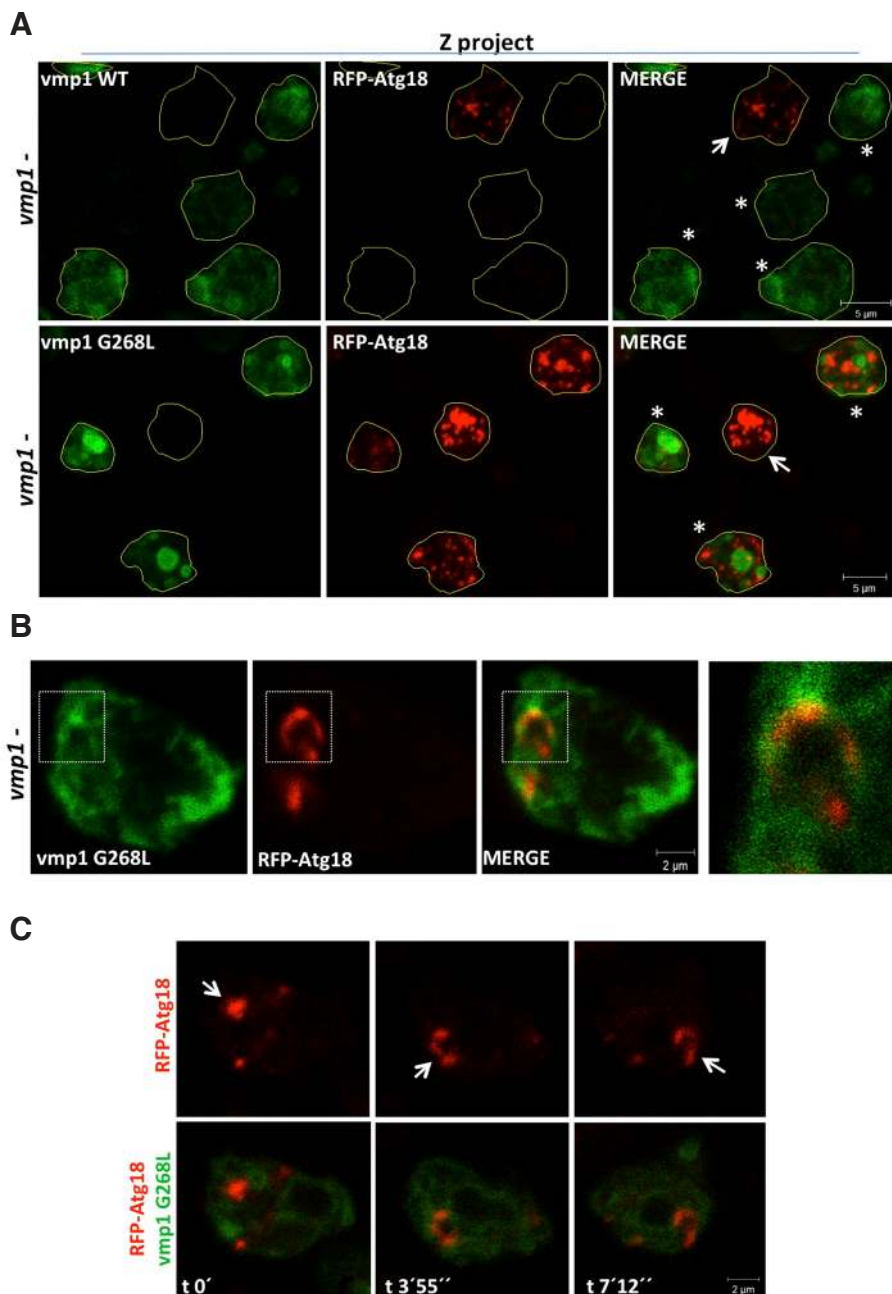 A
Z project
vmp1 -
vmp1 WT
RFP-Atg18
MERGE
*
*
*
*
5 µm
vmp1 -
vmp1 G268L
RFP-Atg18
MERGE
*
*
*
5 µm
B
vmp1 -
vmp1 G268L
RFP-Atg18
MERGE
2 µm
C
RFP-Atg18
RFP-Atg18
vmp1 G268L
t 0´
t 3´55´´
t 7´12´´
2 µm